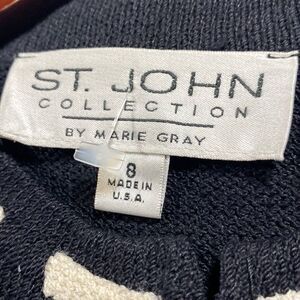 ST. JOHN
COLLECTION
BY MARIE GRAY
8
MADE IN
U.S.A.